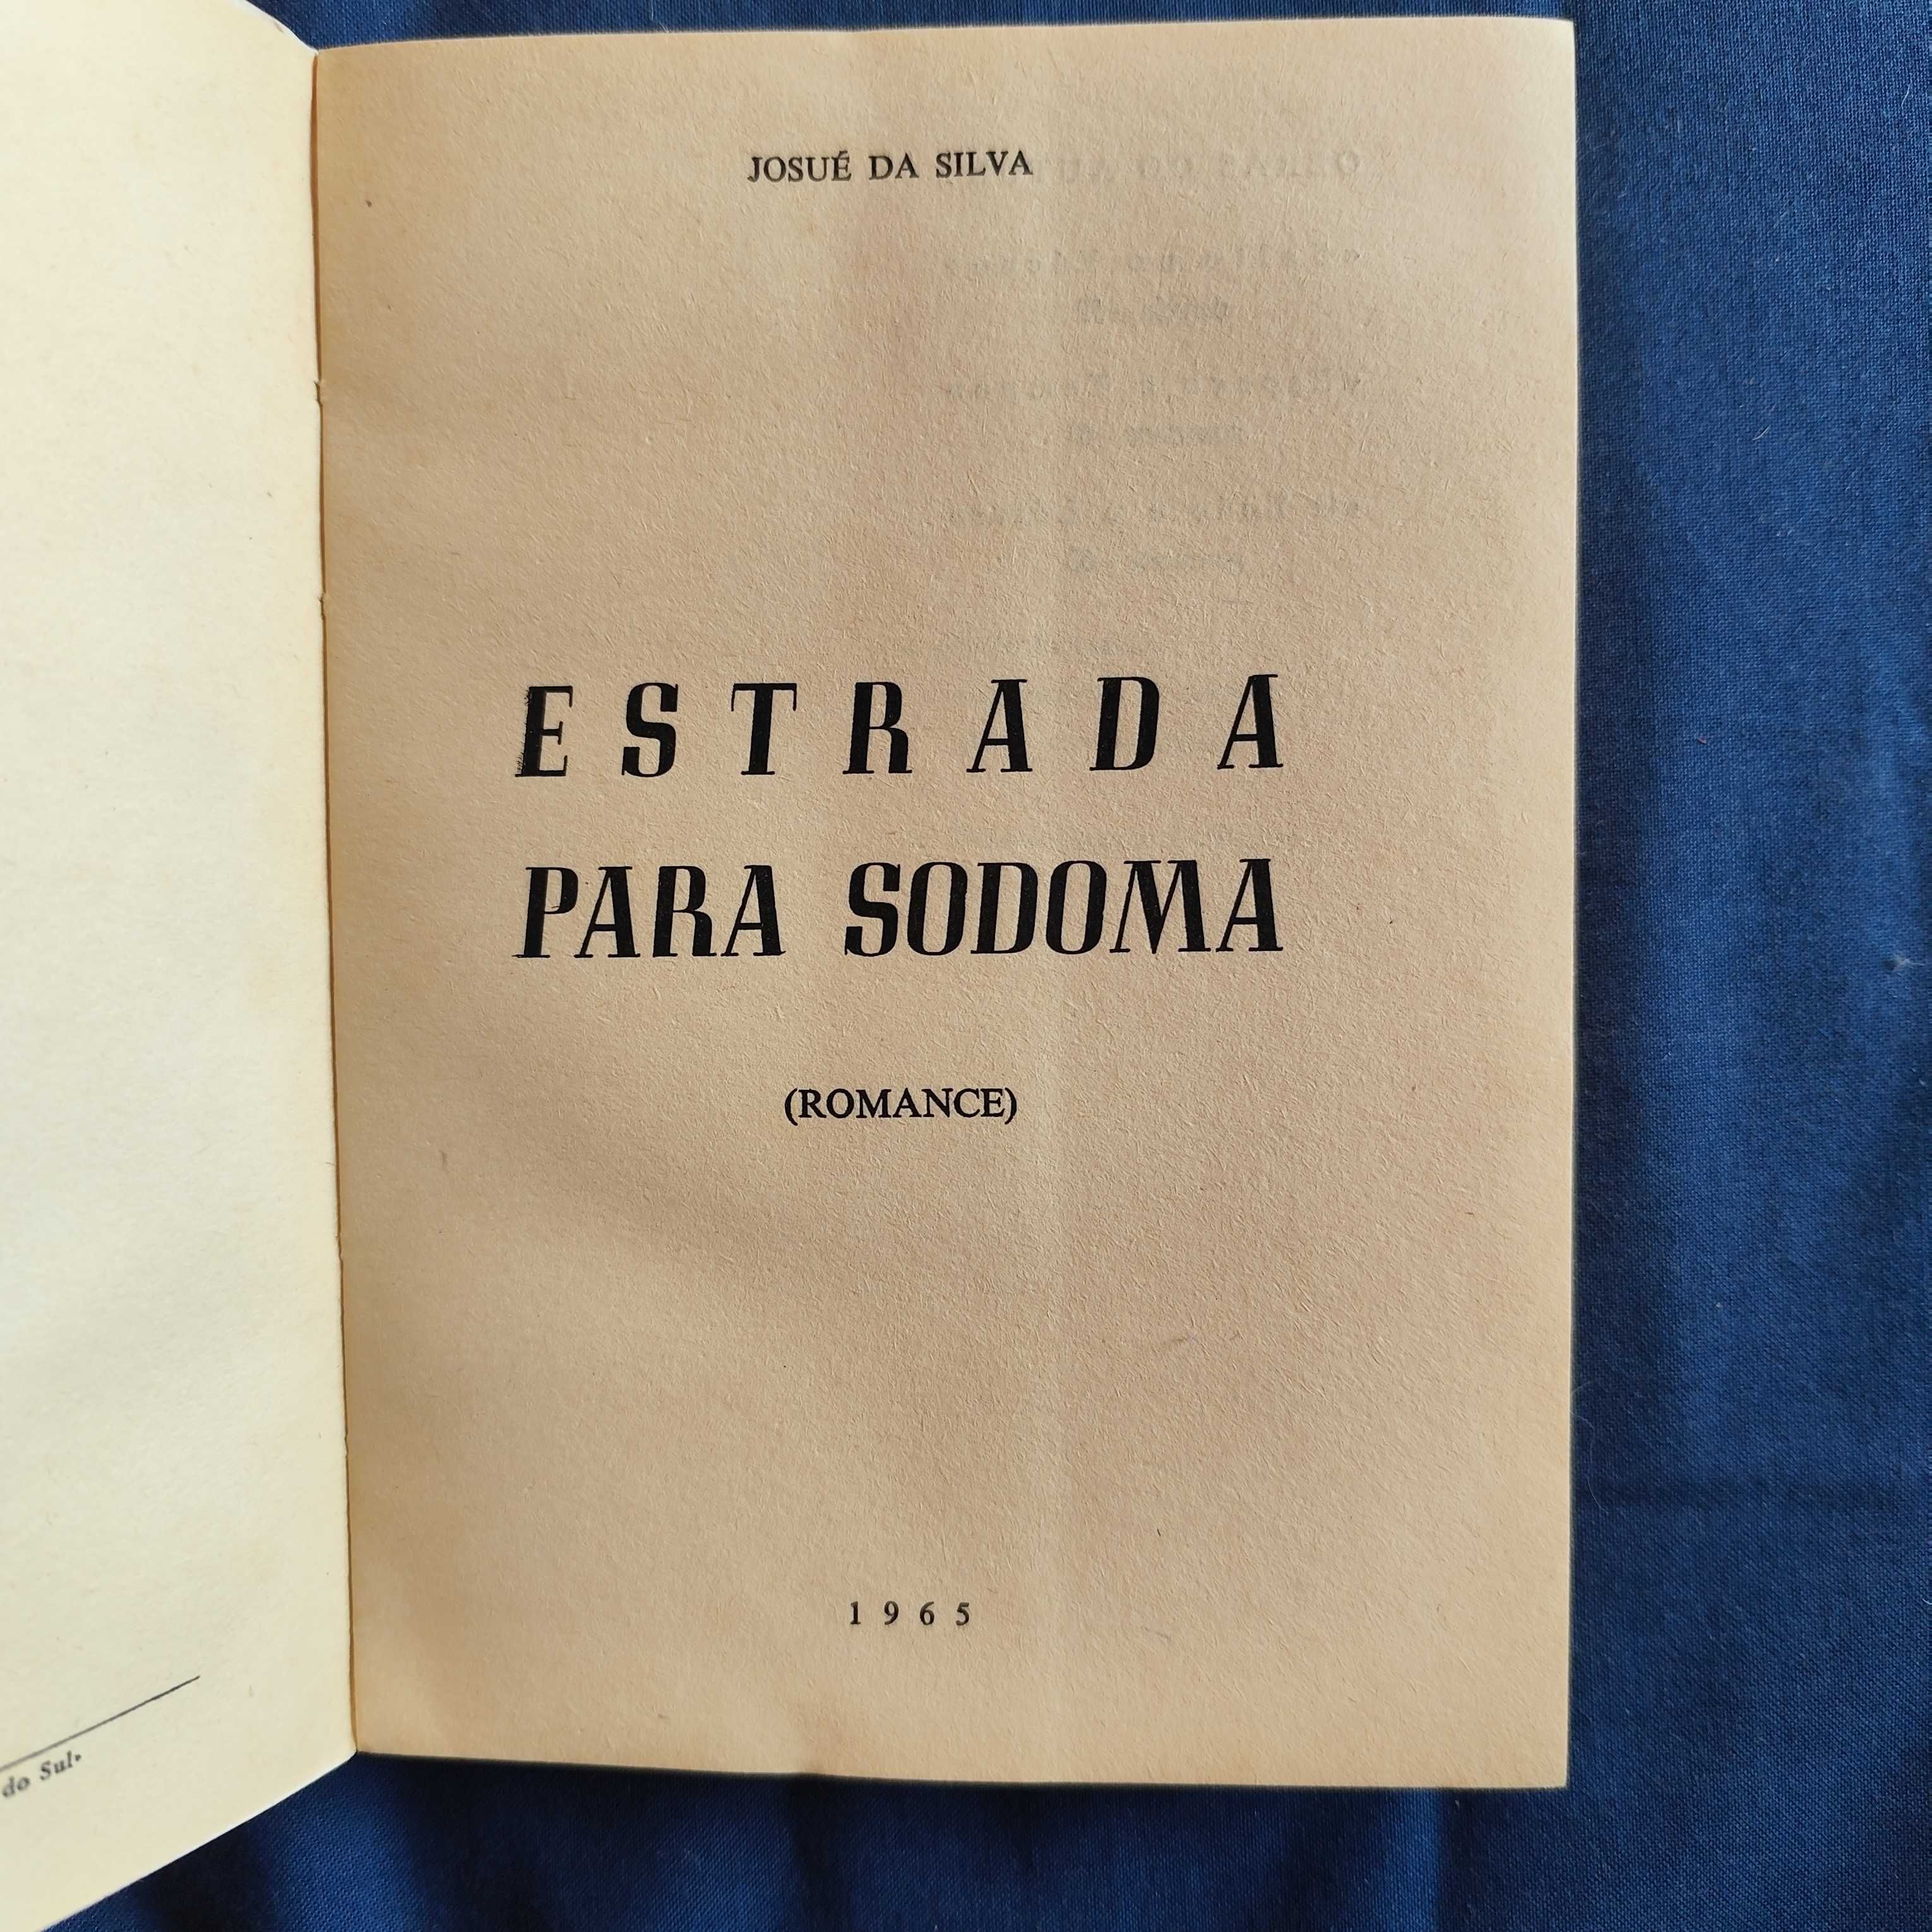 JOSUÉ DA SILVA
ESTRADA
PARA SODOMA
(ROMANCE)
1965
do Sul»